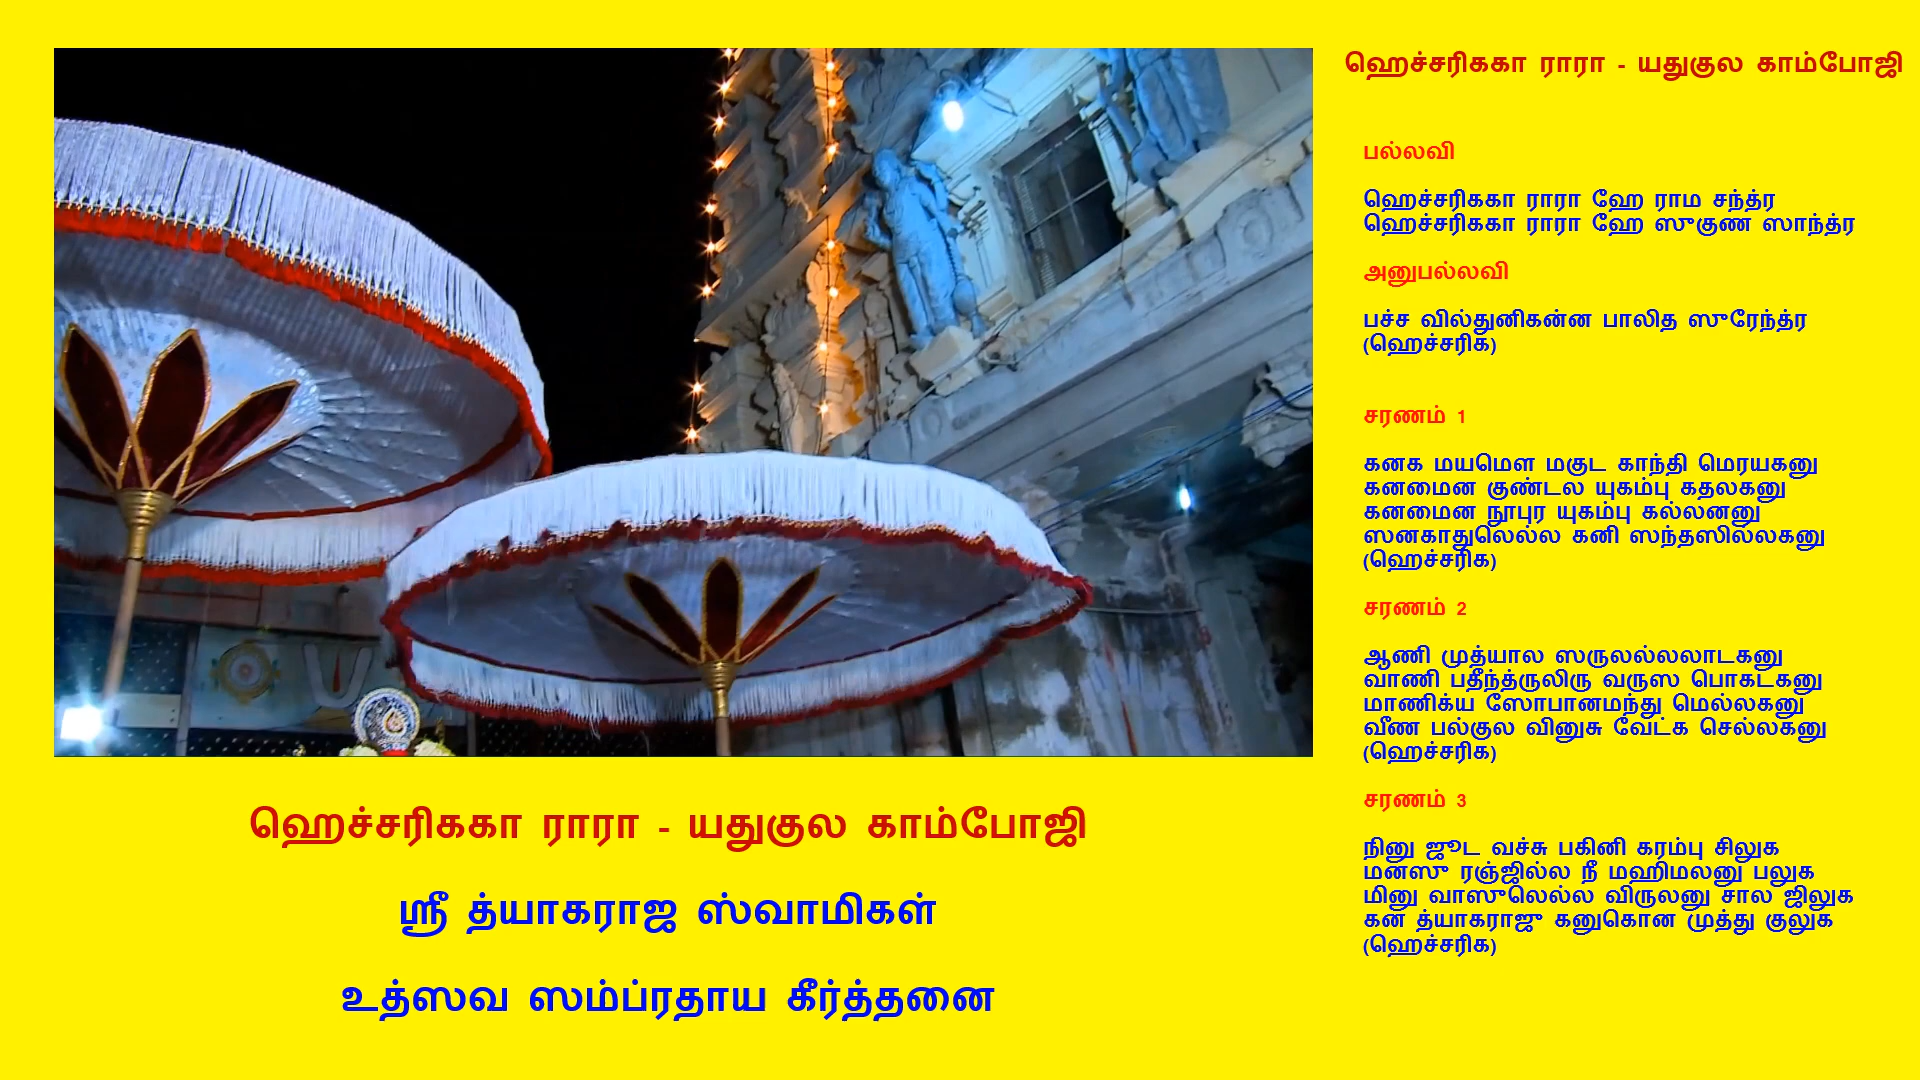 ஹெச்சரிககா ராரா - யதுகுல காம்போஜி
ஸ்ரீ த்யாகராஜ ஸ்வாமிகள்
உத்ஸவ ஸம்ப்ரதாய கீர்த்தனை
ஹெச்சரிககா ராரா - யதுகுல காம்போஜி
பல்லவி
ஹெச்சரிககா ராரா ஹே ராம சந்த்ர
ஹெச்சரிககா ராரா ஹே ஸுகுண ஸாந்த்ர
அனுபல்லவி
பச்ச வில்துனிகன்ன பாலித ஸுரேந்த்ர
(ஹெச்சரிக)
சரணம் 1
கனக மயமௌ மகுட காந்தி மெரயகனு
கனமைன குண்டல யுகம்பு கதலகனு
கனமைன நூபுர யுகம்பு கல்லனனு
ஸனகாதுலெல்ல கனி ஸந்தஸில்லகனு
(ஹெச்சரிக)
சரணம் 2
ஆணி முத்யால ஸருலல்லலாடகனு
வாணி பதீந்த்ருலிரு வருஸ பொகடகனு
மாணிக்ய ஸோபானமந்து மெல்லகனு
வீண பல்குல வினுசு வேட்க செல்லகனு
(ஹெச்சரிக)
சரணம் 3
நினு ஜூட வச்சு பகினி கரம்பு சிலுக
மனஸு ரஞ்ஜில்ல நீ மஹிமலனு பலுக
மினு வாஸுலெல்ல விருலனு சால ஜிலுக
கன த்யாகராஜு கனுகொன முத்து குலுக
(ஹெச்சரிக)